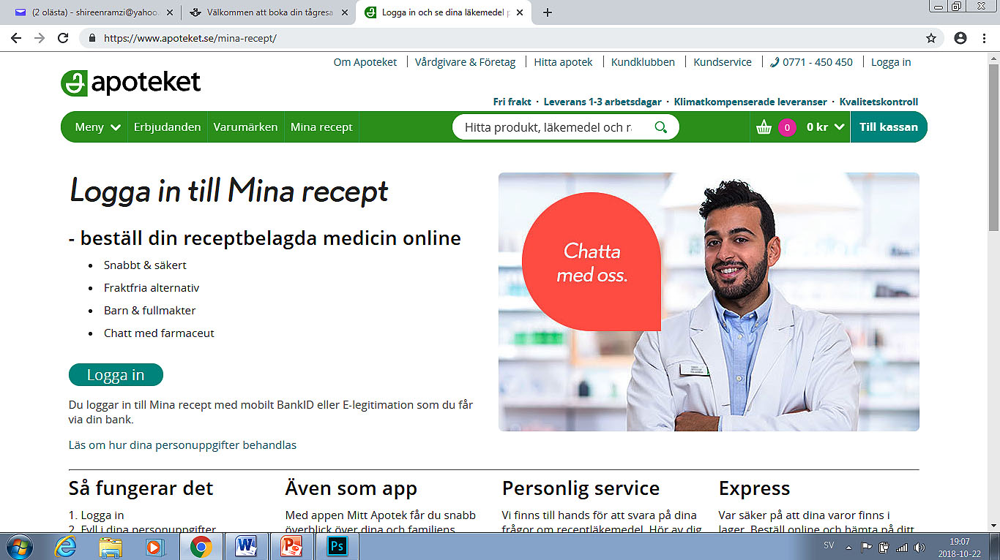 (2 olästa) - shireenramzi@yahoo.
Välkommen att boka din tågresa
Logga in och se dina läkemedel p
https://www.apoteket.se/mina-recept/
Om Apoteket
Vårdgivare & Företag
Hitta apotek
Kundklubben
Kundservice
0771 - 450 450
Logga in
apoteket
Fri frakt · Leverans 1-3 arbetsdagar · Klimatkompenserade leveranser · Kvalitetskontroll
Meny
Erbjudanden
Varumärken
Mina recept
Hitta produkt, läkemedel och r
0
0 kr
Till kassan
Logga in till Mina recept
- beställ din receptbelagda medicin online
• Snabbt & säkert
• Fraktfria alternativ
• Barn & fullmakter
• Chatt med farmaceut
Logga in
Du loggar in till Mina recept med mobilt BankID eller E-legitimation som du får
via din bank.
Läs om hur dina personuppgifter behandlas
Chatta
med oss.
Så fungerar det
1. Logga in
2. Fyll i dina personuppgifter
Även som app
Med appen Mitt Apotek får du snabb
överblick över dina och familjens
Personlig service
Vi finns till hands för att svara på dina
frågor om receptläkemedel. Hör av dig
Express
Var säker på att dina varor finns i
lager. Beställ online och hämta på ditt
W
P
Ps
SV
19:07
2018-10-22